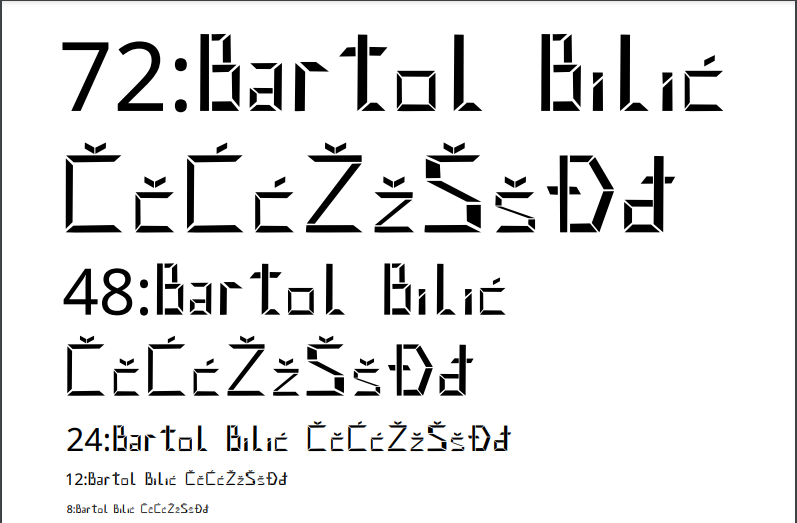 72:Bartol Bilić
ČčĆćŽžŠšĐđ
48:Bartol Bilić
ČčĆćŽžŠšĐđ
24:Bartol Bilić ČčĆćŽžŠšĐđ
12:Bartol Bilić ČčĆćŽžŠšĐđ
8:Bartol Bilić ČčĆćŽžŠšĐđ